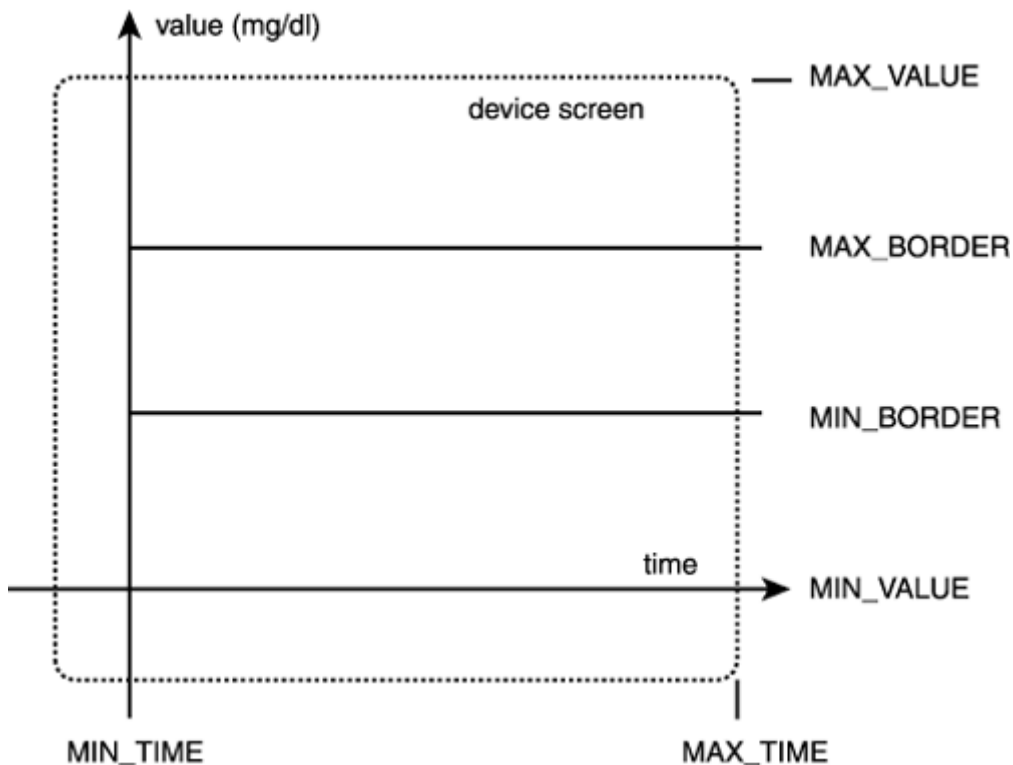 value (mg/dl)
MAX_VALUE
device screen
MAX_BORDER
MIN_BORDER
time
MIN_VALUE
MIN_TIME
MAX_TIME